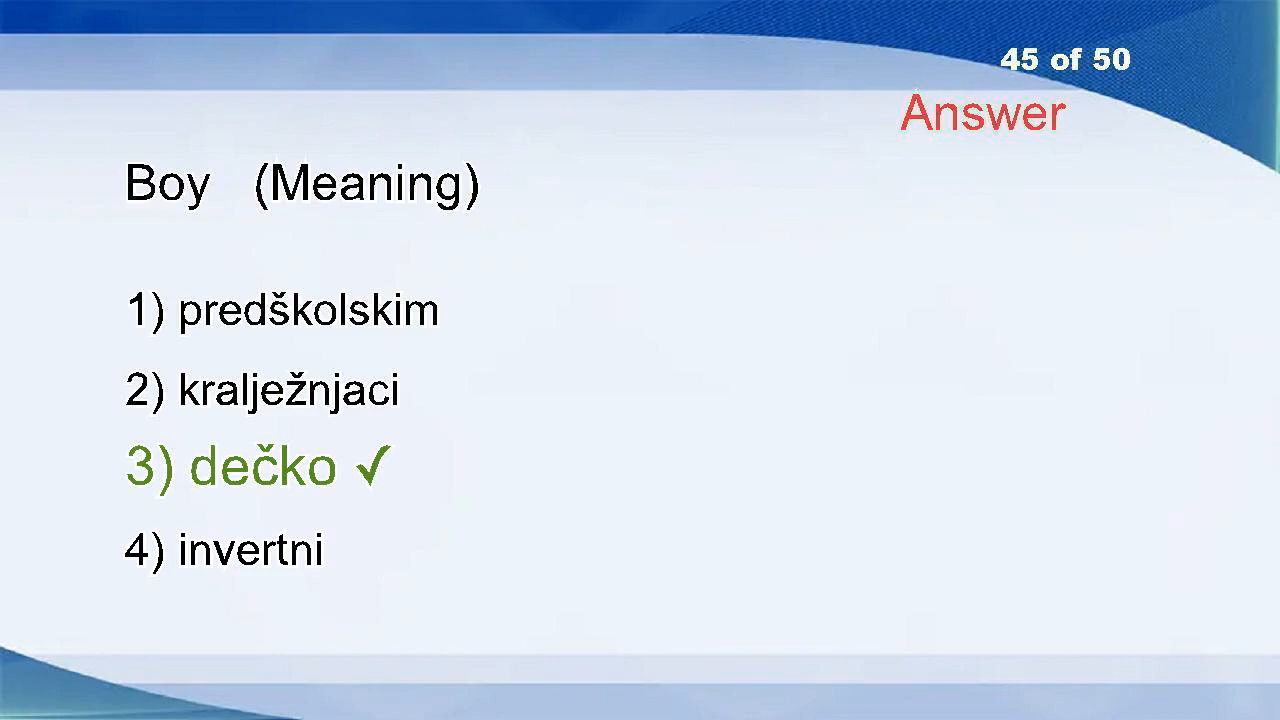 45 of 50
Answer
Boy (Meaning)
1) predškolskim
2) kralježnjaci
3) dečko ✓
4) invertni